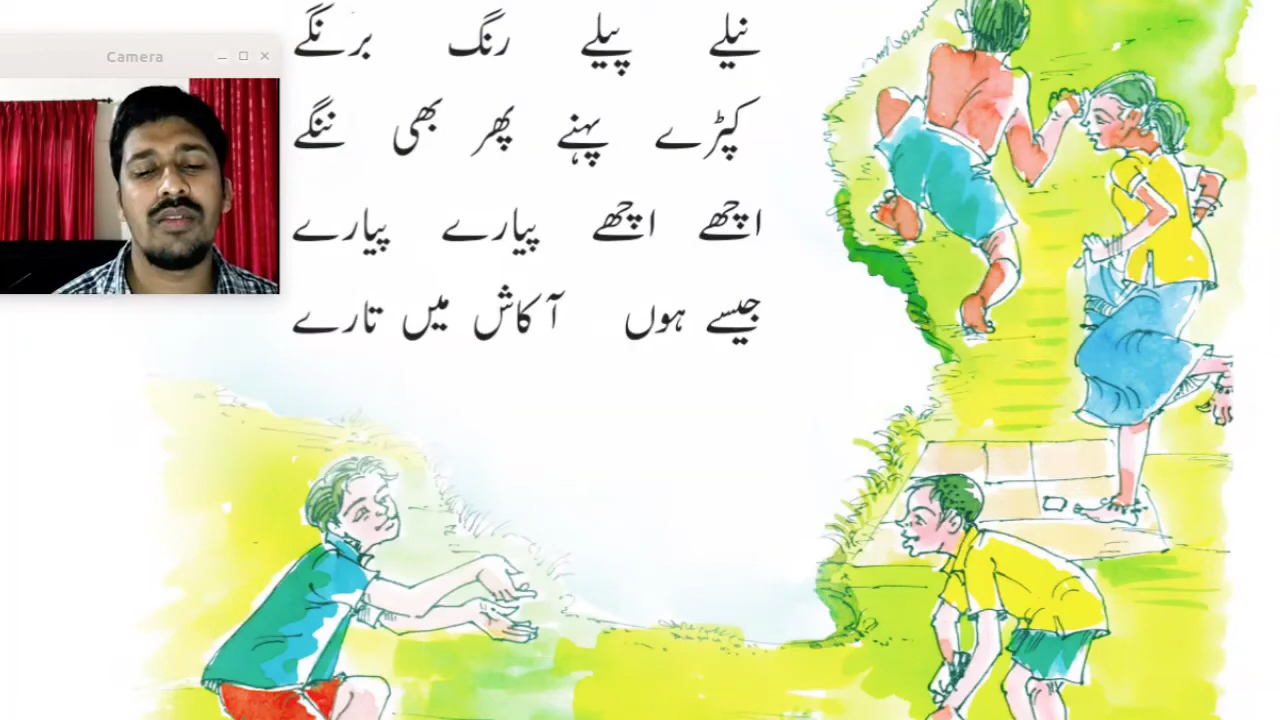 Camera
نیلے پیلے رنگ برنگے
کپڑے پہنے پھر بھی ننگے
اچھے اچھے پیارے پیارے
جیسے ہوں آکاش میں تارے